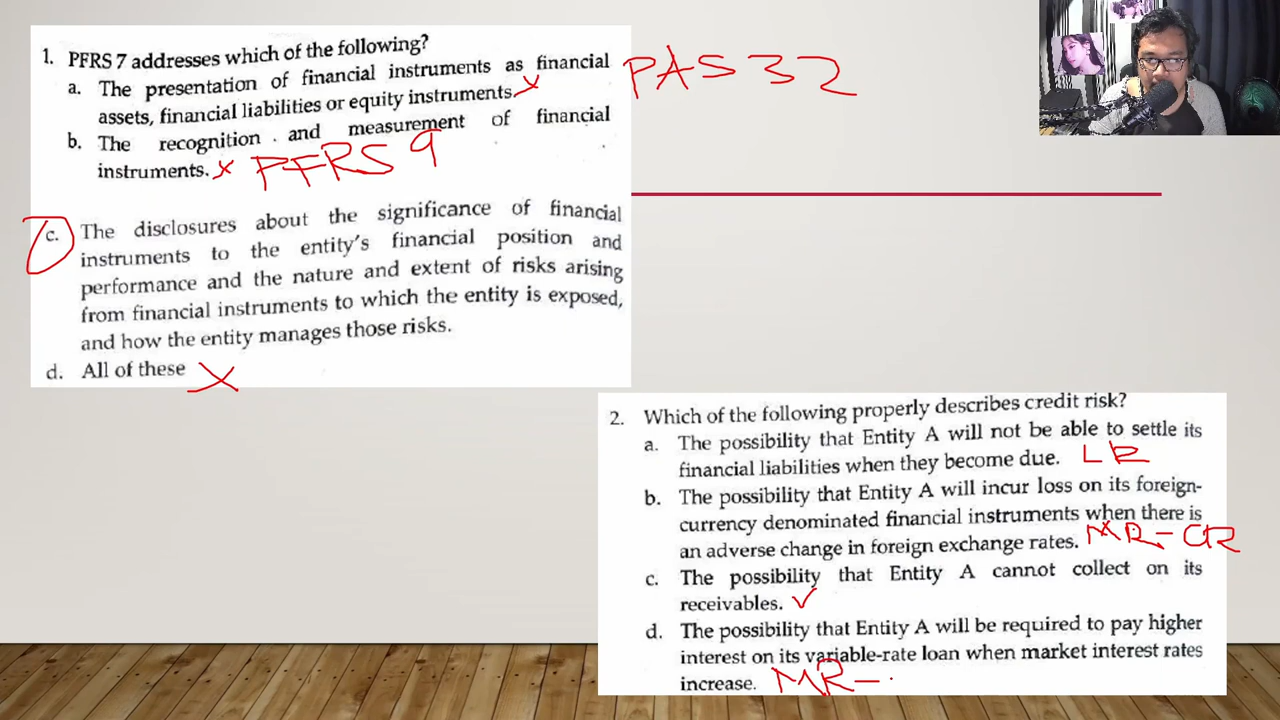 1. PFRS 7 addresses which of the following?
a. The presentation of financial instruments as financial
assets, financial liabilities or equity instruments. x
PAS 32
b. The recognition and measurement of financial
instruments. x PFRS 9
c. The disclosures about the significance of financial
instruments to the entity's financial position and
performance and the nature and extent of risks arising
from financial instruments to which the entity is exposed,
and how the entity manages those risks.
d. All of these X
2. Which of the following properly describes credit risk?
a. The possibility that Entity A will not be able to settle its
financial liabilities when they become due. LR
b. The possibility that Entity A will incur loss on its foreign-
currency denominated financial instruments when there is
an adverse change in foreign exchange rates. MR - CR
c. The possibility that Entity A cannot collect on its
receivables. ✓
d. The possibility that Entity A will be required to pay higher
interest on its variable-rate loan when market interest rates
increase. MR -